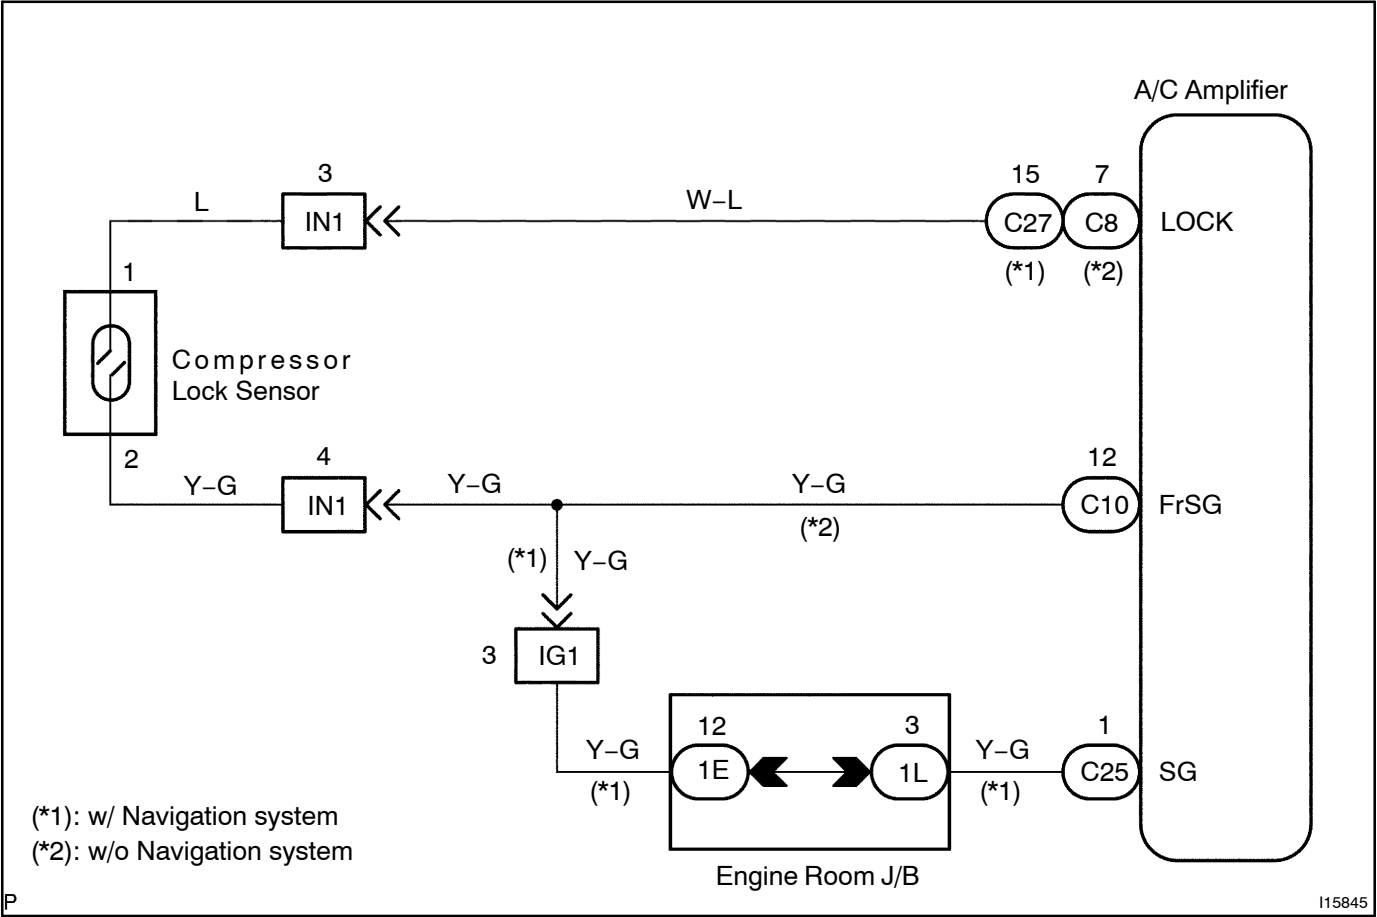 A/C Amplifier
3
15
7
L
W–L
IN1
C27
C8
LOCK
(*1)
(*2)
1
Compressor
Lock Sensor
2
4
12
Y–G
Y–G
Y–G
IN1
C10
FrSG
(*2)
(*1)
Y–G
3
IG1
12
3
1
Y–G
Y–G
1E
1L
C25
SG
(*1)
(*1)
(*1): w/ Navigation system
(*2): w/o Navigation system
Engine Room J/B
P
I15845